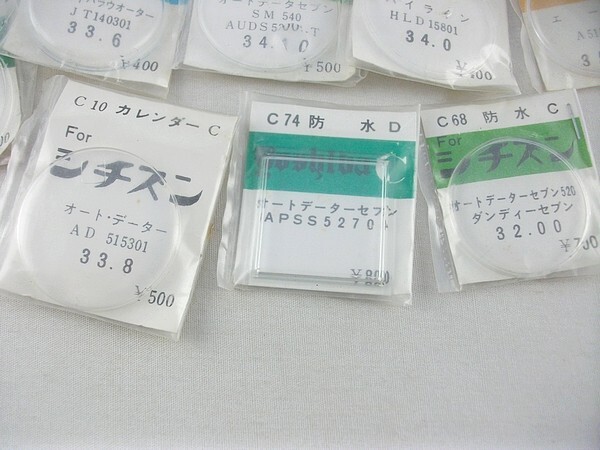 パラウオーター
JT140301
33.6
¥400
オートデーターセブン
SM 540
¥500
ハイライン
HLD15801
34.0
C10 カレンダー C
For
シチズン
オート・データー
AD 515301
33.8
¥500
C74 防水 D
オートデーターセブン
APSS5270
¥800
C68 防水 C
For
シチズン
オートデーターセブン520
ダンディーセブン
32.00
¥700